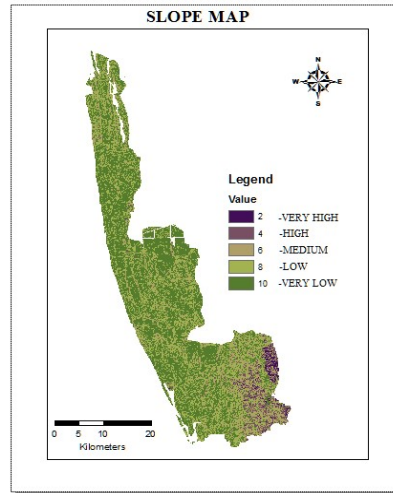 SLOPE MAP
N
W E
S
Legend
Value
2 -VERY HIGH
4 -HIGH
6 -MEDIUM
8 -LOW
10 -VERY LOW
0 5 10 20
Kilometers